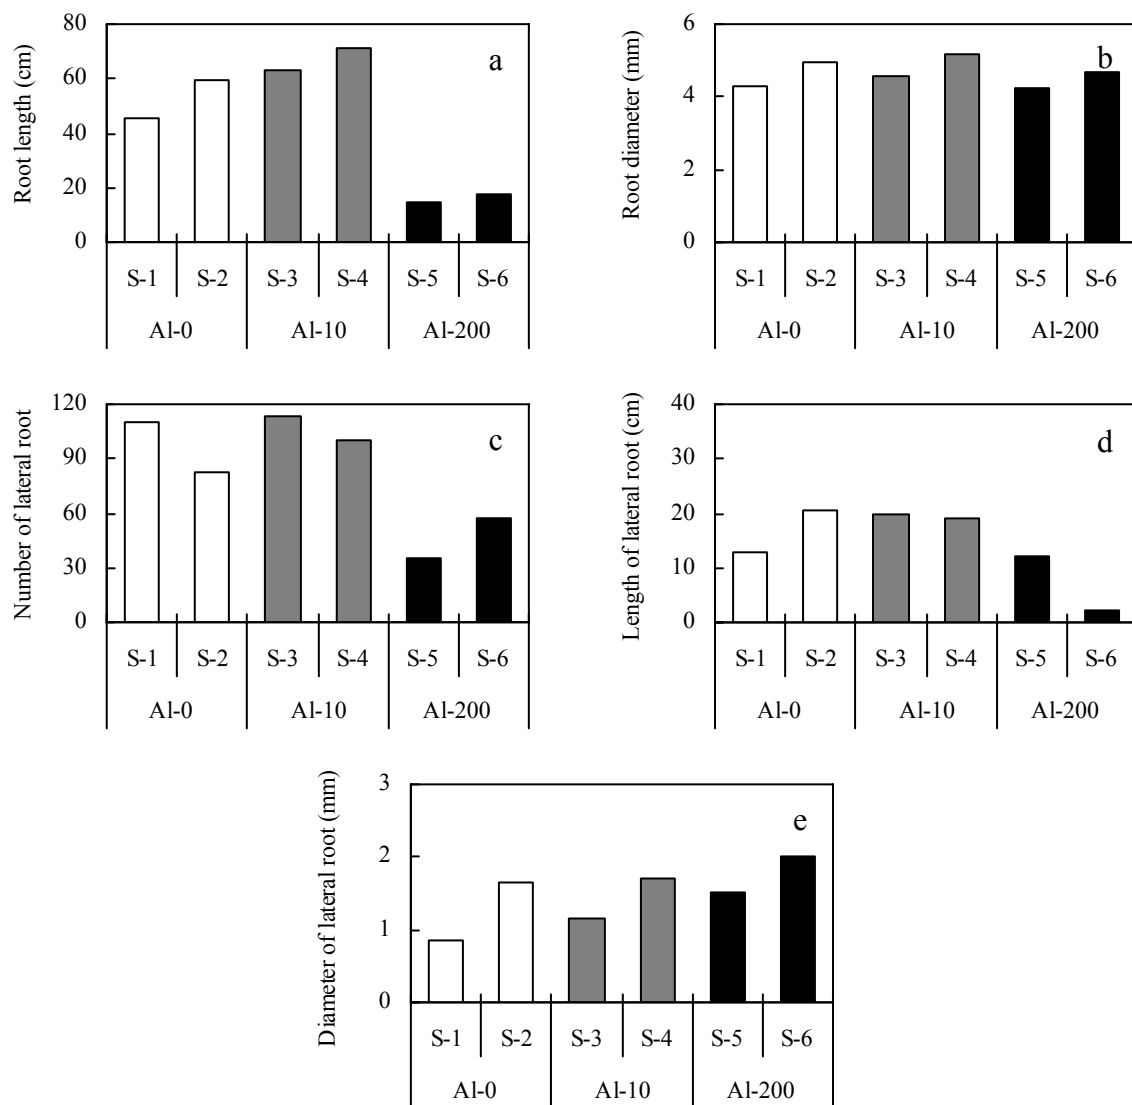 Root length (cm)
80
60
40
20
0
a
S-1 S-2 S-3 S-4 S-5 S-6
Al-0 Al-10 Al-200
Root diameter (mm)
6
4
2
0
b
S-1 S-2 S-3 S-4 S-5 S-6
Al-0 Al-10 Al-200
Number of lateral root
120
90
60
30
0
c
S-1 S-2 S-3 S-4 S-5 S-6
Al-0 Al-10 Al-200
Length of lateral root (cm)
40
30
20
10
0
d
S-1 S-2 S-3 S-4 S-5 S-6
Al-0 Al-10 Al-200
Diameter of lateral root (mm)
3
2
1
0
e
S-1 S-2 S-3 S-4 S-5 S-6
Al-0 Al-10 Al-200